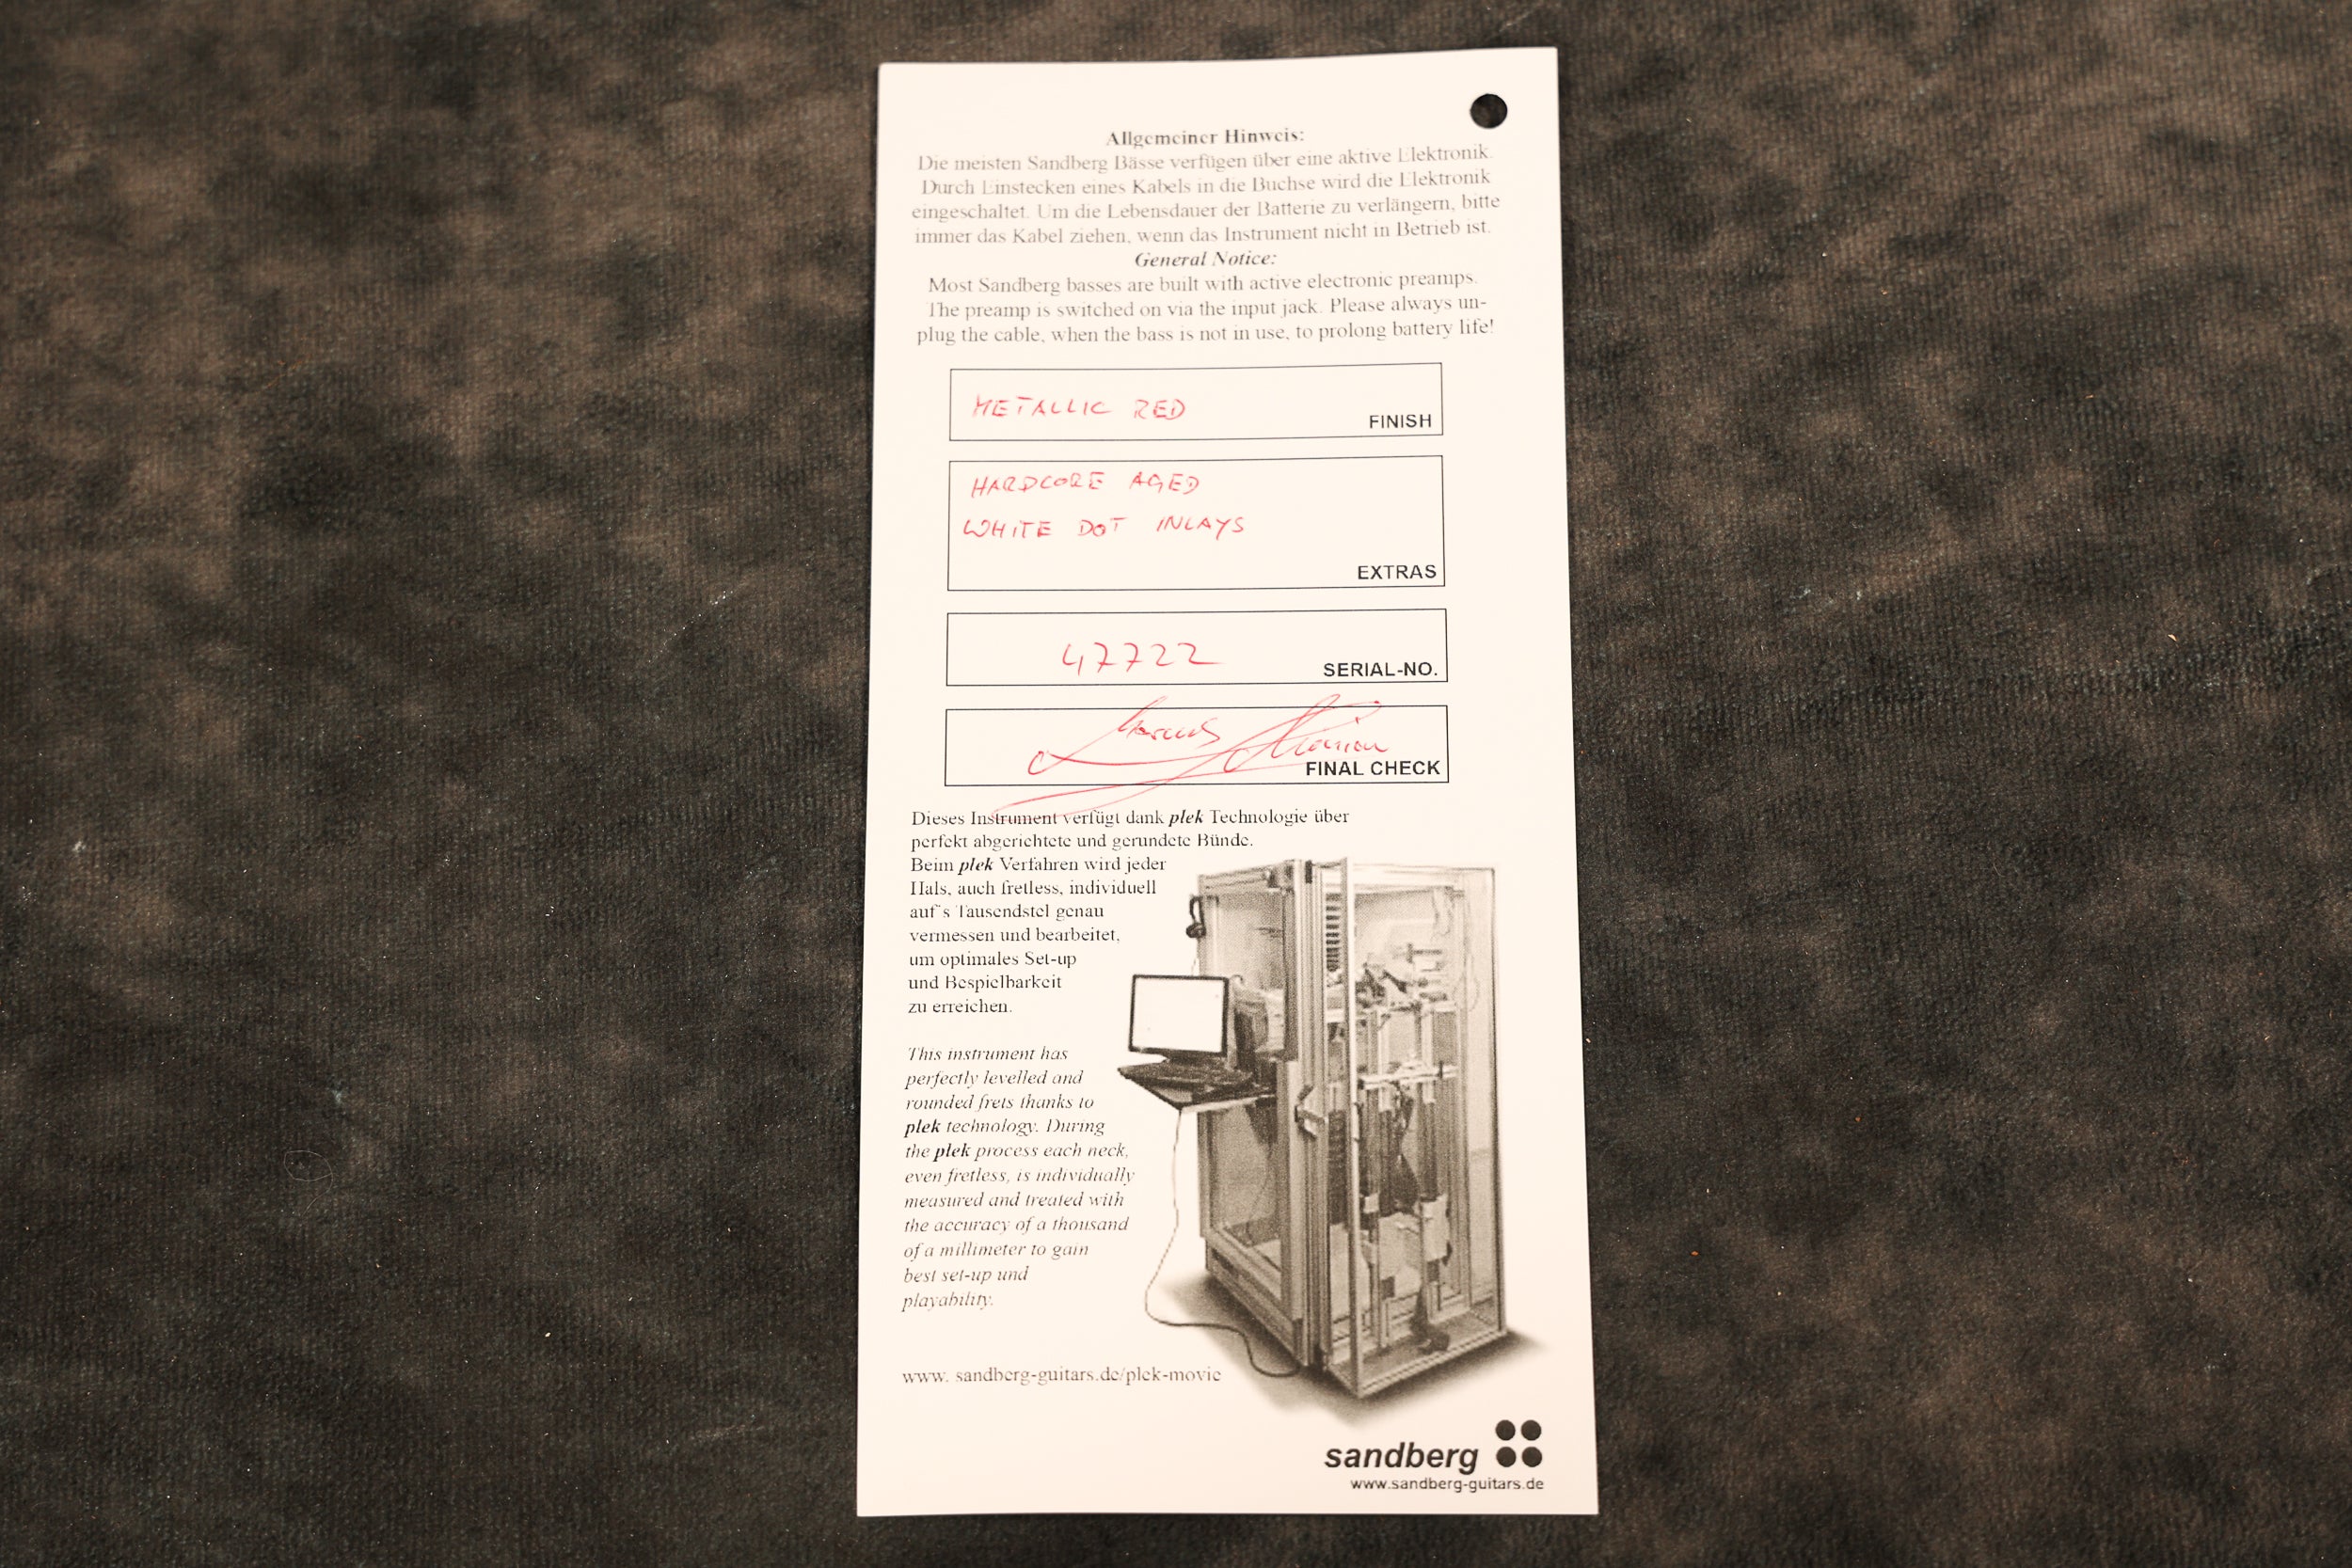 Allgemeiner Hinweis:
Die meisten Sandberg Bässe verfügen über eine aktive Elektronik.
Durch Einstecken eines Kabels in die Buchse wird die Elektronik
eingeschaltet. Um die Lebensdauer der Batterie zu verlängern, bitte
immer das Kabel ziehen, wenn das Instrument nicht in Betrieb ist.
General Notice:
Most Sandberg basses are built with active electronic preamps.
The preamp is switched on via the input jack. Please always un-
plug the cable, when the bass is not in use, to prolong battery life!
METALLIC RED
FINISH
HARDCORE AGED
WHITE DOT INLAYS
EXTRAS
47722
SERIAL-NO.
FINAL CHECK
Dieses Instrument verfügt dank plek Technologie über
perfekt abgerichtete und gerundete Bünde.
Beim plek Verfahren wird jeder
Hals, auch fretless, individuell
auf´s Tausendstel genau
vermessen und bearbeitet,
um optimales Set-up
und Bespielbarkeit
zu erreichen.
This instrument has
perfectly levelled and
rounded frets thanks to
plek technology. During
the plek process each neck,
even fretless, is individually
measured and treated with
the accuracy of a thousand
of a millimeter to gain
best set-up und
playability.
www. sandberg-guitars.de/plek-movie
sandberg
www.sandberg-guitars.de